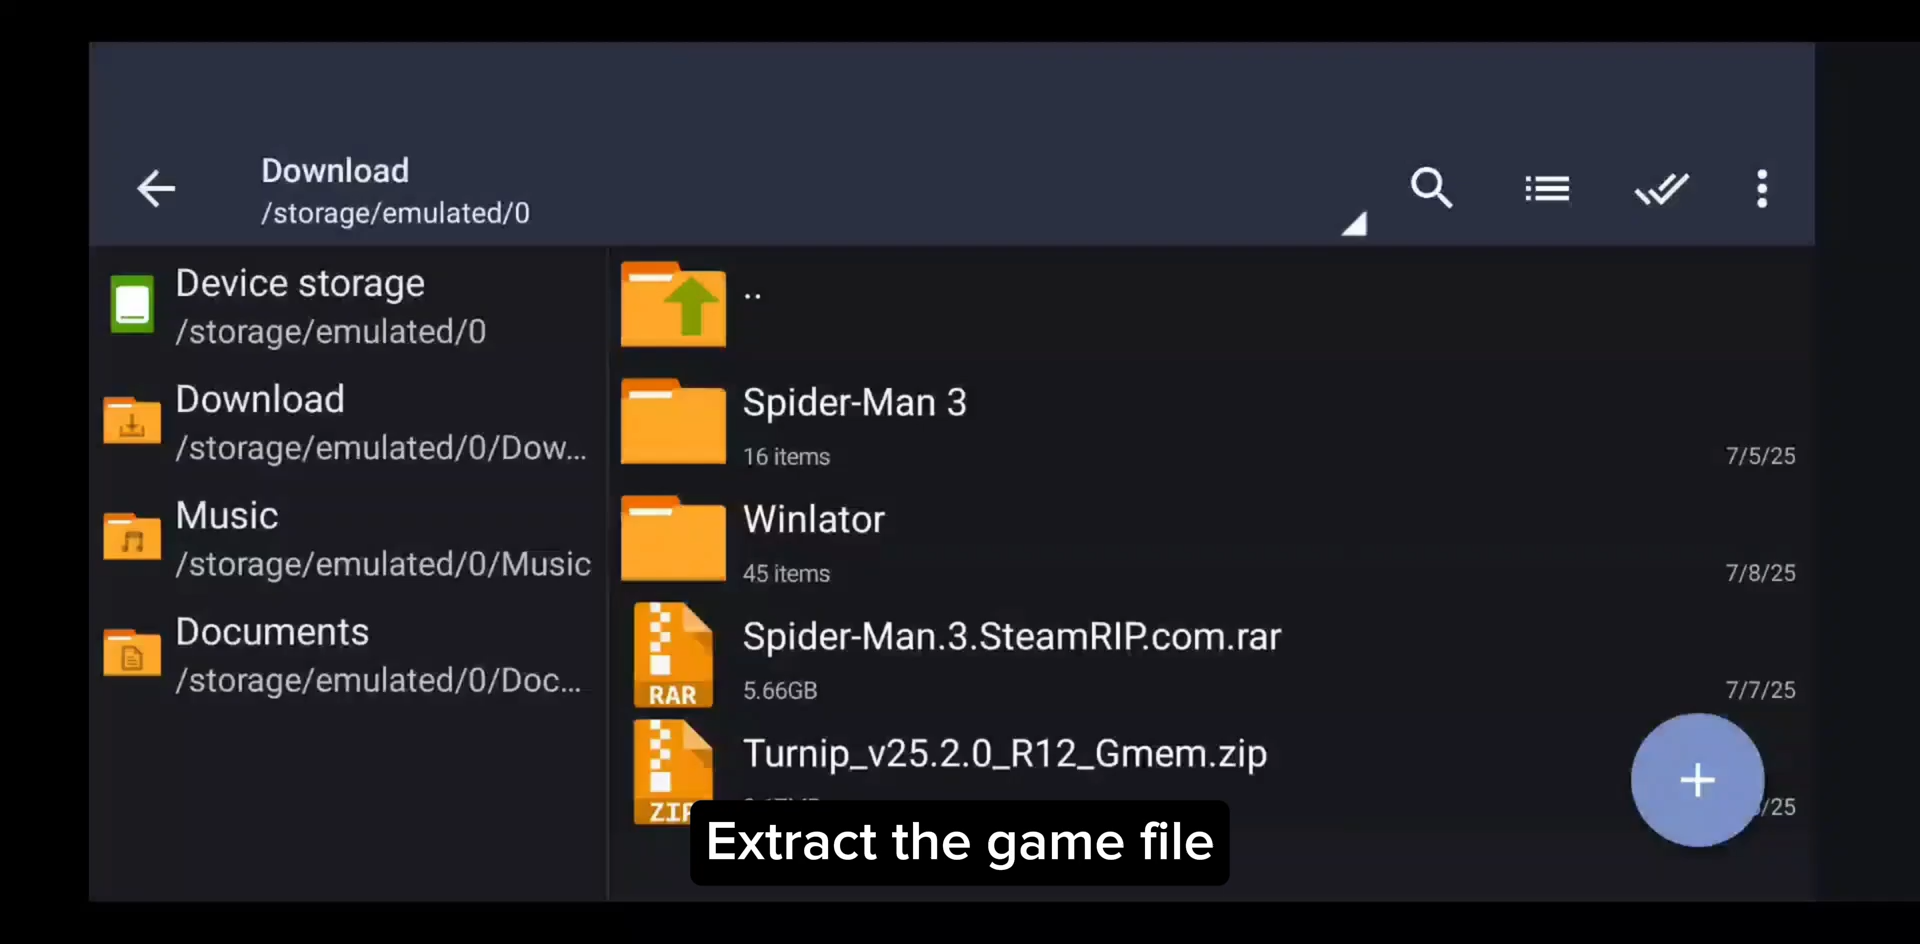 Download
/storage/emulated/0
Device storage
/storage/emulated/0
Download
/storage/emulated/0/Dow...
Music
/storage/emulated/0/Music
Documents
/storage/emulated/0/Doc...
..
Spider-Man 3
16 items
7/5/25
Winlator
45 items
7/8/25
RAR
Spider-Man.3.SteamRIP.com.rar
5.66GB
7/7/25
ZIP
Turnip_v25.2.0_R12_Gmem.zip
/25
Extract the game file